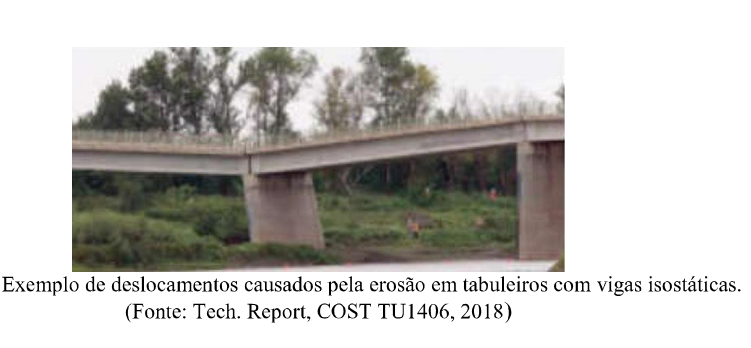 Exemplo de deslocamentos causados pela erosão em tabuleiros com vigas isostáticas.
(Fonte: Tech. Report, COST TU1406, 2018)